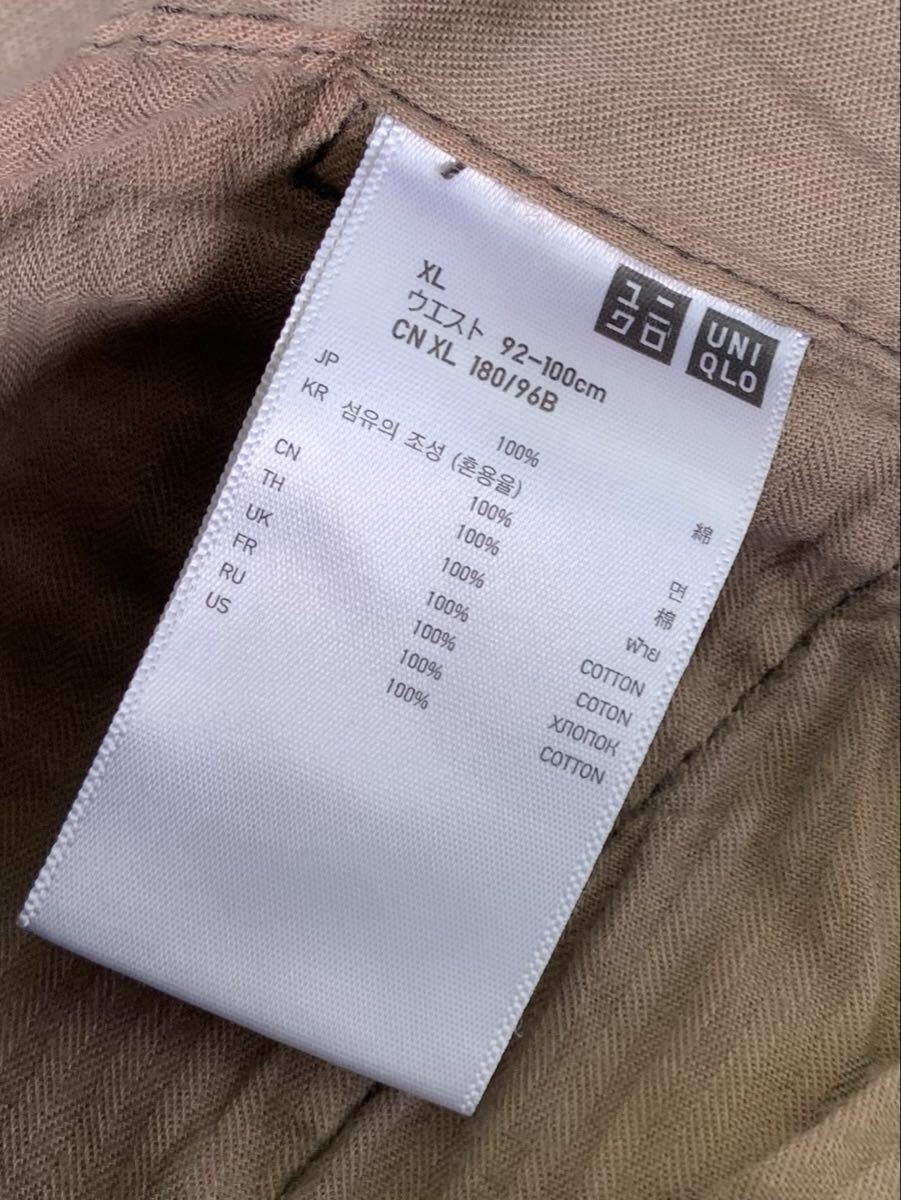 XL
ユニクロ
UNIQLO
ウエスト 92-100cm
CN XL 180/96B
JP 100% 綿
KR 섬유의 조성 (혼용율)
100% 면
CN 100% 棉
TH 100% ฝ้าย
UK 100% COTTON
FR 100% COTON
RU 100% ХЛОПОК
US 100% COTTON